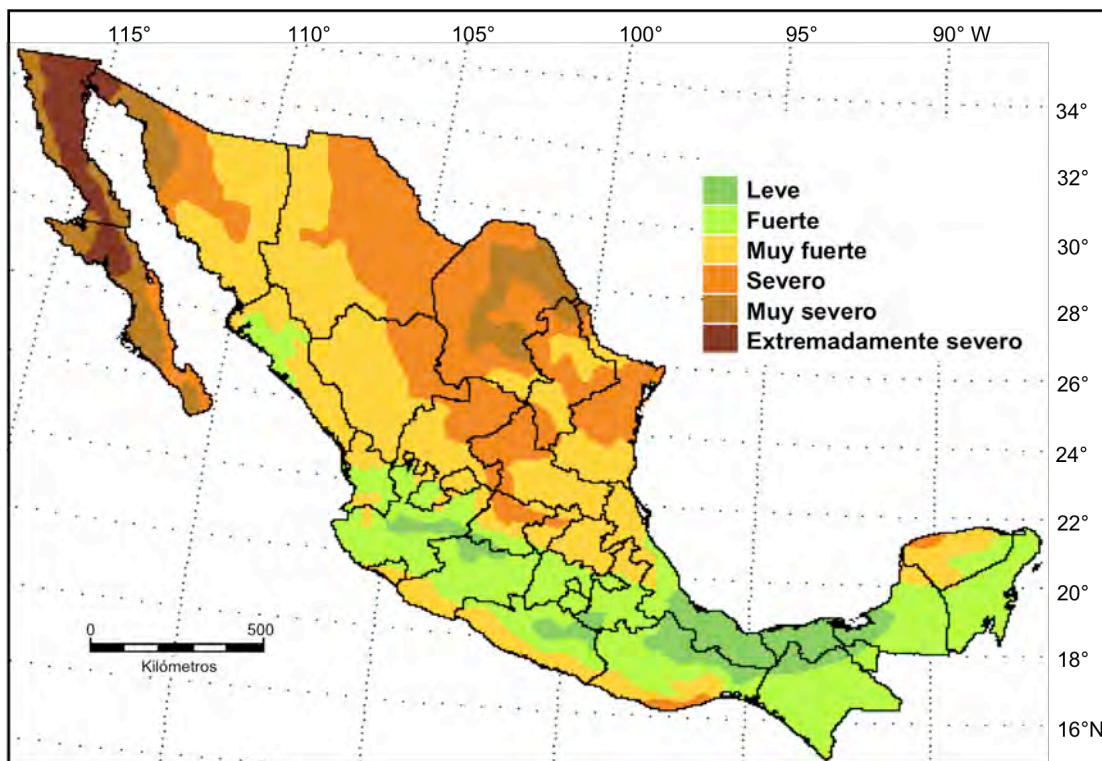 115° 110° 105° 100° 95° 90° W
34°
32°
Leve
Fuerte
30°
Muy fuerte
Severo
28°
Muy severo
Extremadamente severo
26°
24°
22°
20°
0 500
Kilómetros
18°
16°N